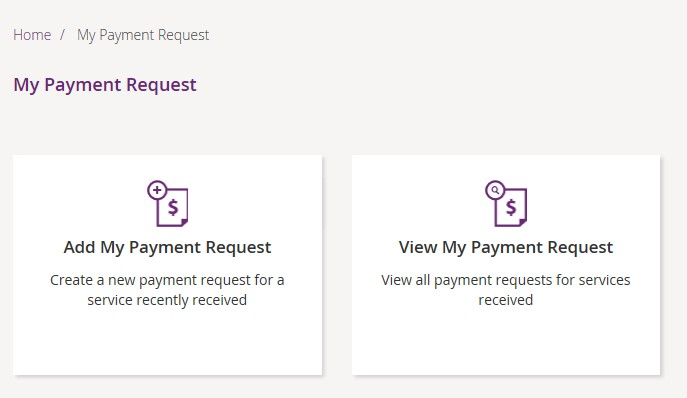 Home / My Payment Request
My Payment Request
$
Add My Payment Request
Create a new payment request for a
service recently received
$
View My Payment Request
View all payment requests for services
received